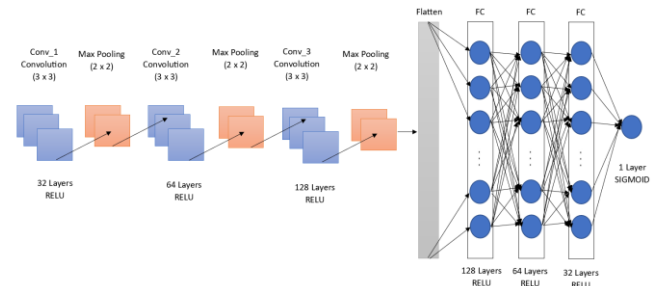 Flatten
FC
FC
FC
Conv_1
Convolution
(3 x 3)
Max Pooling
(2 x 2)
Conv_2
Convolution
(3 x 3)
Max Pooling
(2 x 2)
Conv_3
Convolution
(3 x 3)
Max Pooling
(2 x 2)
32 Layers
RELU
64 Layers
RELU
128 Layers
RELU
1 Layer
SIGMOID
128 Layers
RELU
64 Layers
RELU
32 Layers
RELU